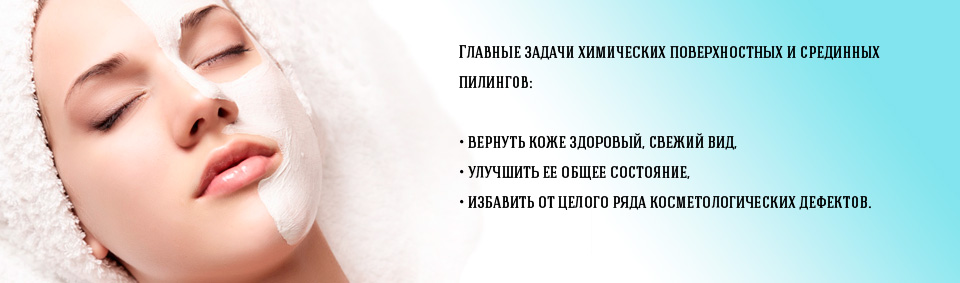 Главные задачи химических поверхностных и срединных
пилингов:
• вернуть коже здоровый, свежий вид,
• улучшить ее общее состояние,
• избавить от целого ряда косметологических дефектов.